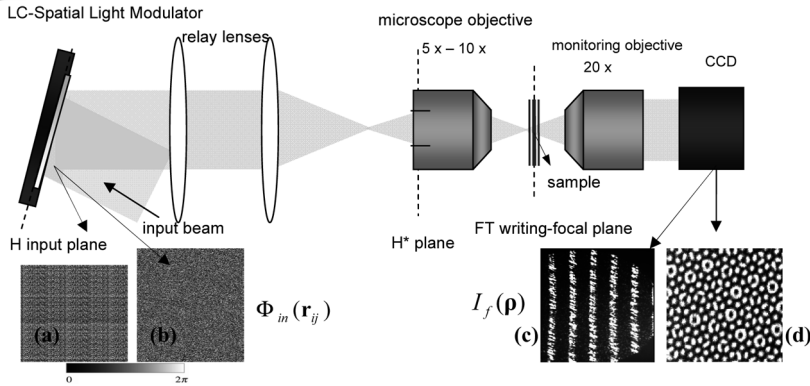 LC-Spatial Light Modulator
relay lenses
microscope objective
5 x – 10 x
monitoring objective
20 x
CCD
sample
input beam
H input plane
H* plane
FT writing-focal plane
(a)
(b)
Φin (rij)
If (ρ)
(c)
(d)
0
2π